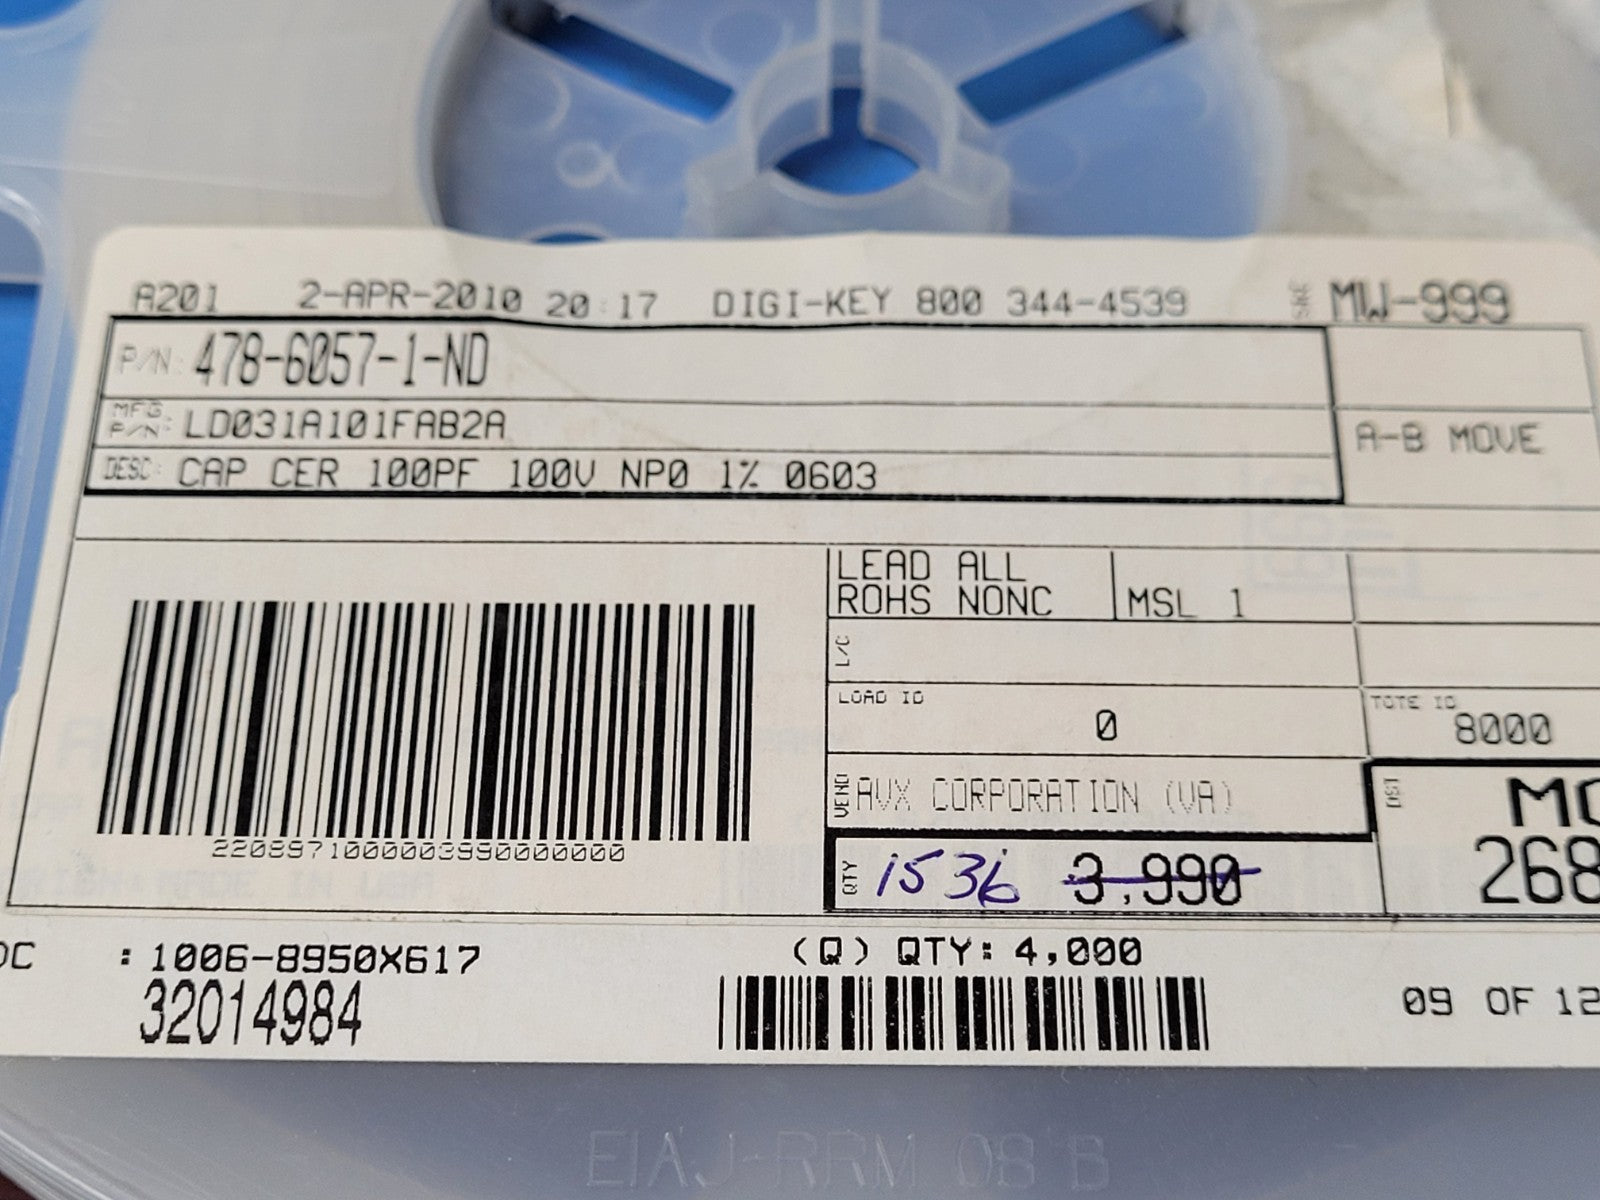 A201 2-APR-2010 20:17 DIGI-KEY 800 344-4539 MW-999
P/N: 478-6057-1-ND
MFG. P/N: LD031A101FAB2A
A-B MOVE
DESC: CAP CER 100PF 100V NP0 1% 0603
LEAD ALL
ROHS NONC
MSL 1
L/C
LOAD ID
0
TOTE ID
8000
VEND AVX CORPORATION (VA)
DST
MO
268
2208971000003990000000
QTY 1536 3,990
DC : 1006-8950X617
(Q) QTY: 4,000
32014984
09 OF 12
EIAJ-RRM 08 B